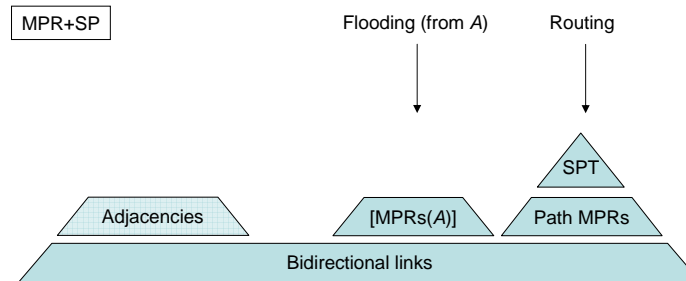 MPR+SP
Flooding (from A)
Routing
SPT
Adjacencies
[MPRs(A)]
Path MPRs
Bidirectional links